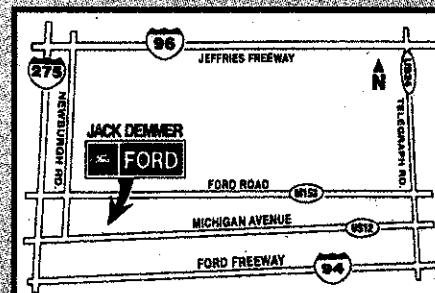 96
JEFFRIES FREEWAY
275
N
US24
NEWBURGH RD.
TELEGRAPH RD.
JACK DEMMER
FORD
FORD ROAD
M153
MICHIGAN AVENUE
US12
FORD FREEWAY
94